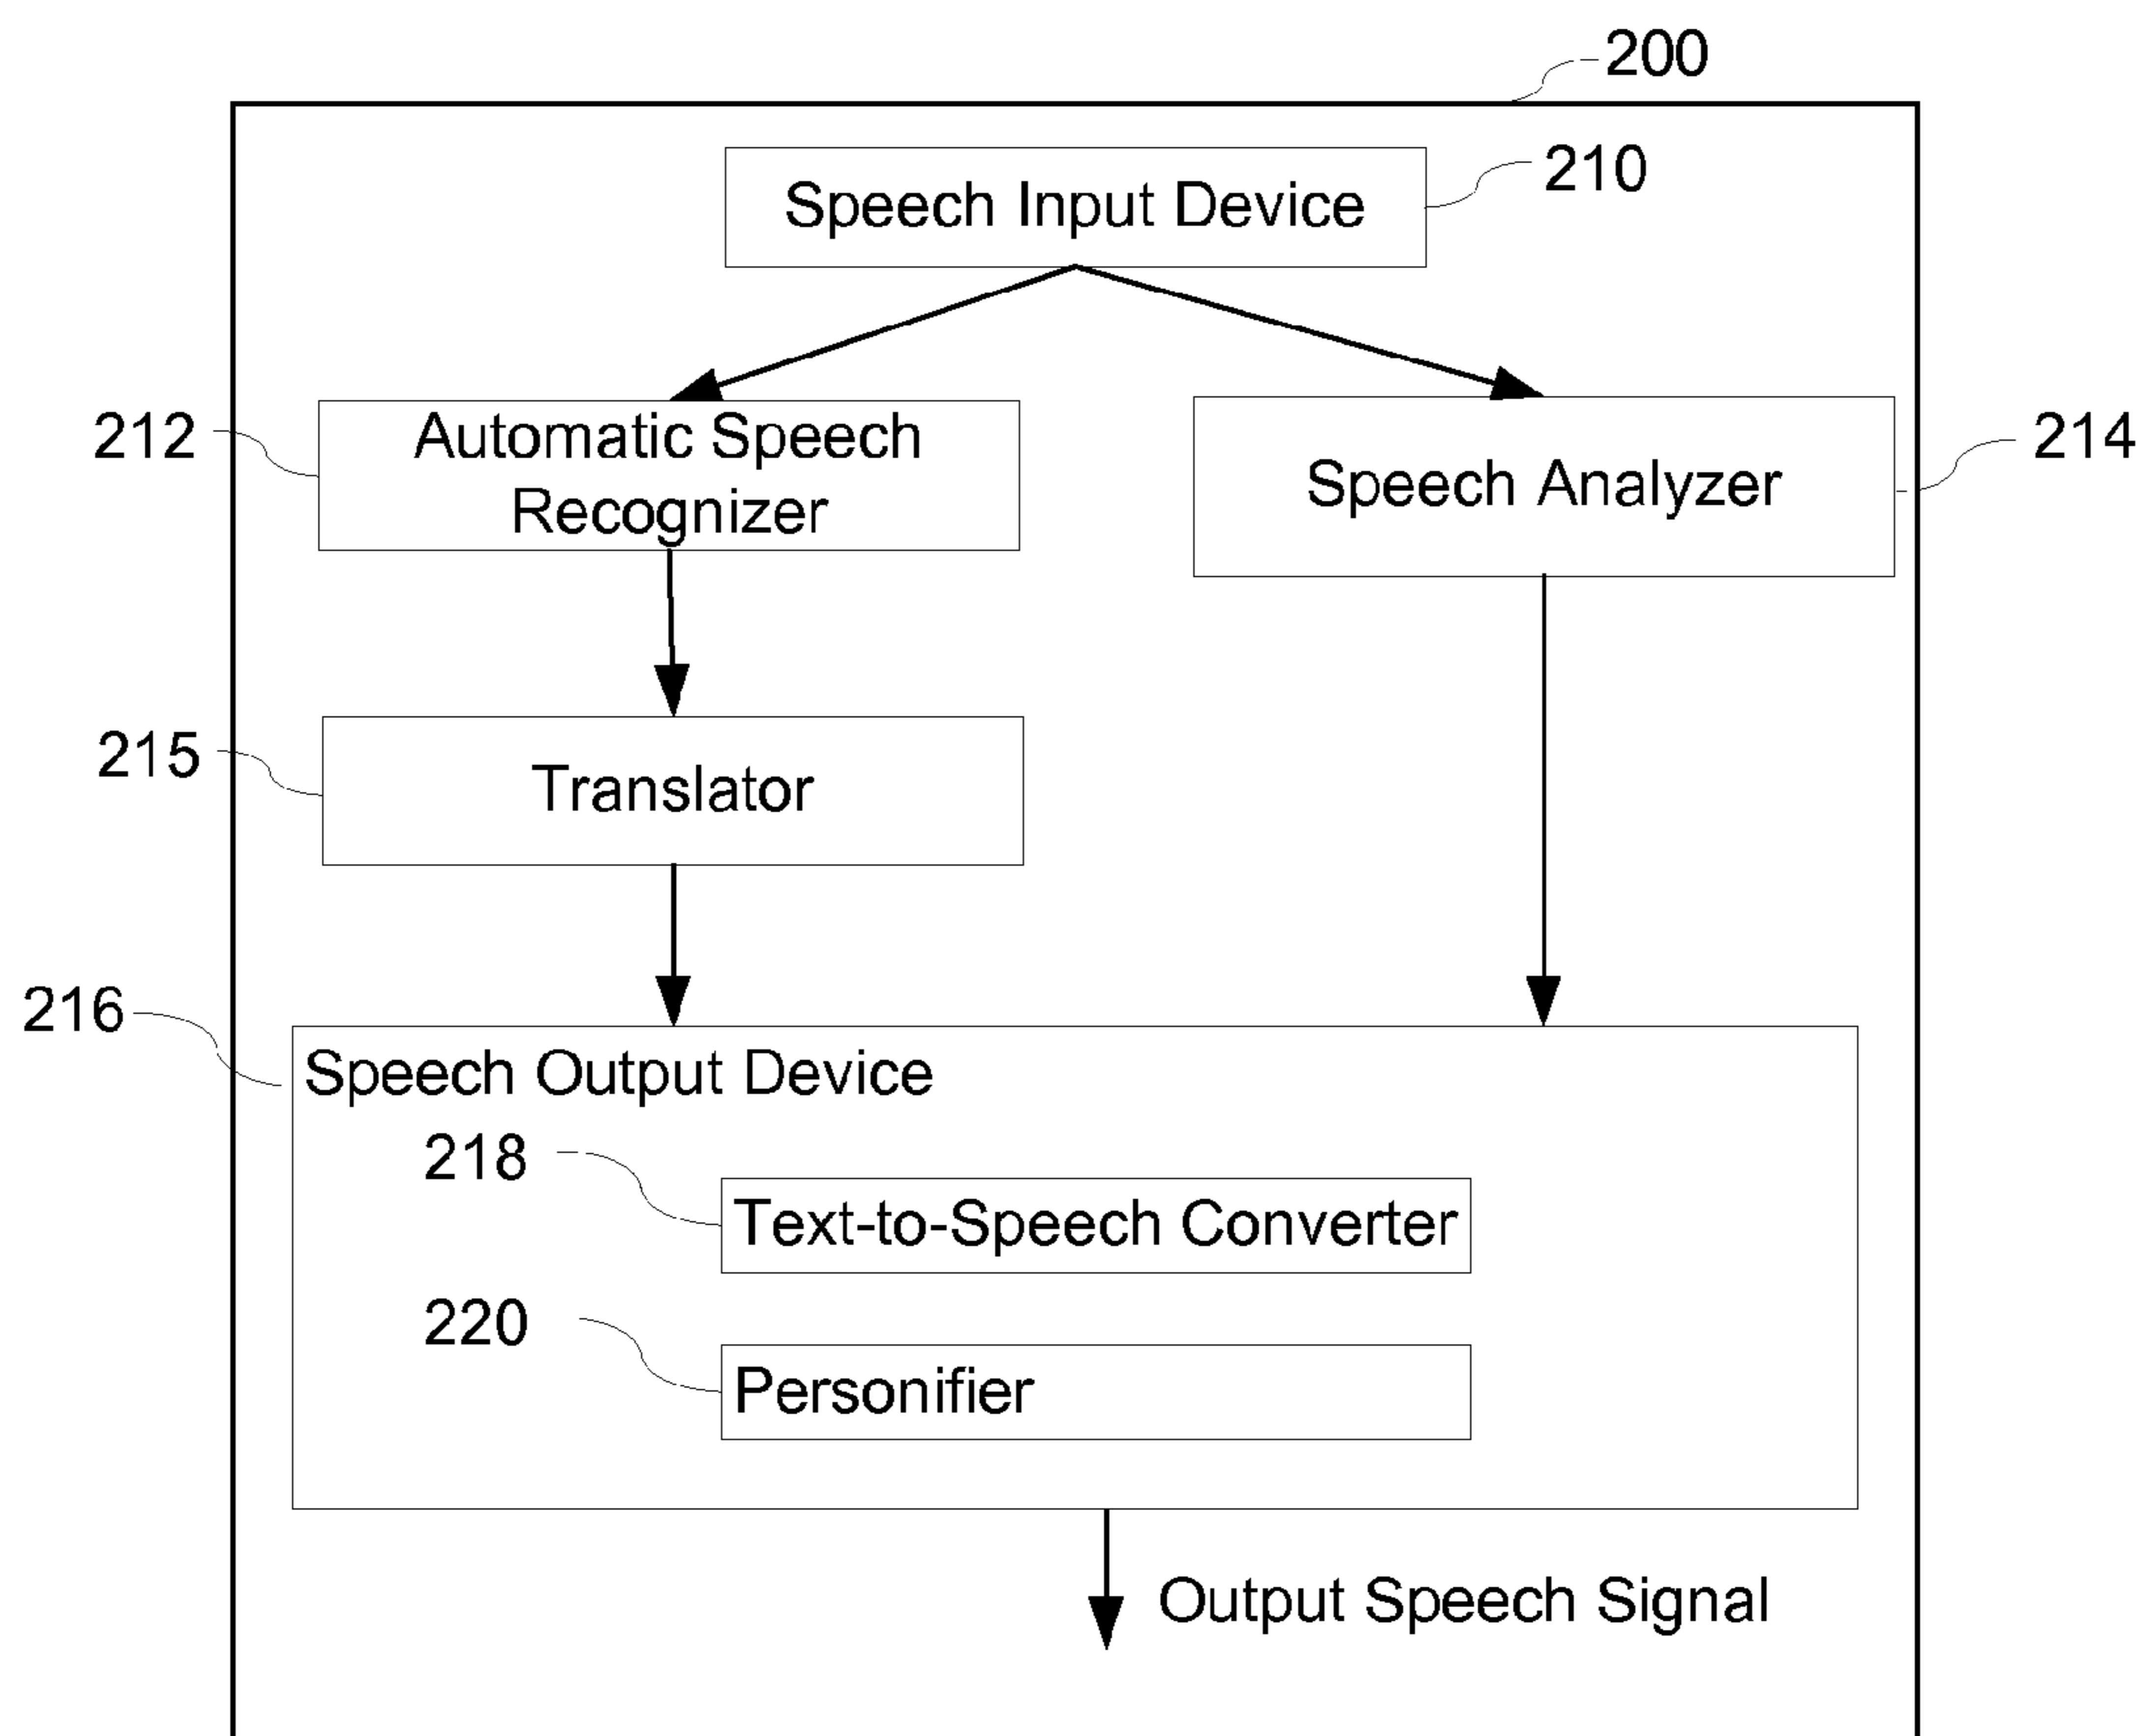 200
210
Speech Input Device
212
Automatic Speech
Recognizer
214
Speech Analyzer
215
Translator
216
Speech Output Device
218
Text-to-Speech Converter
220
Personifier
Output Speech Signal